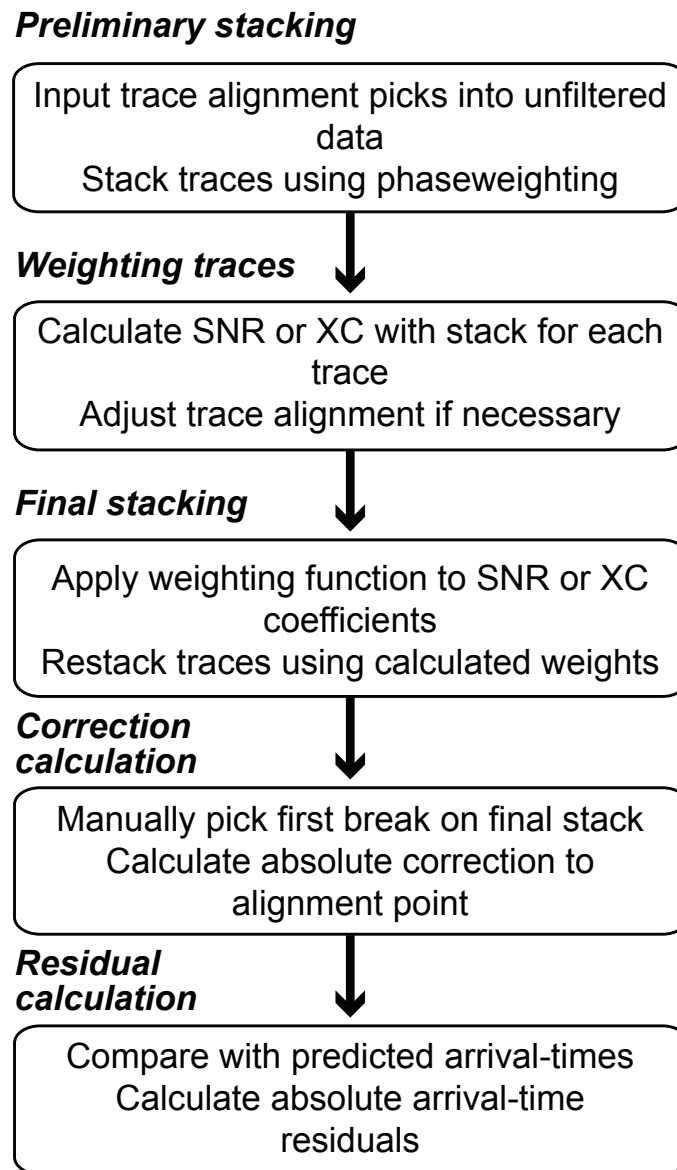 Preliminary stacking
Input trace alignment picks into unfiltered
data
Stack traces using phaseweighting
Weighting traces
Calculate SNR or XC with stack for each
trace
Adjust trace alignment if necessary
Final stacking
Apply weighting function to SNR or XC
coefficients
Restack traces using calculated weights
Correction
calculation
Manually pick first break on final stack
Calculate absolute correction to
alignment point
Residual
calculation
Compare with predicted arrival-times
Calculate absolute arrival-time
residuals